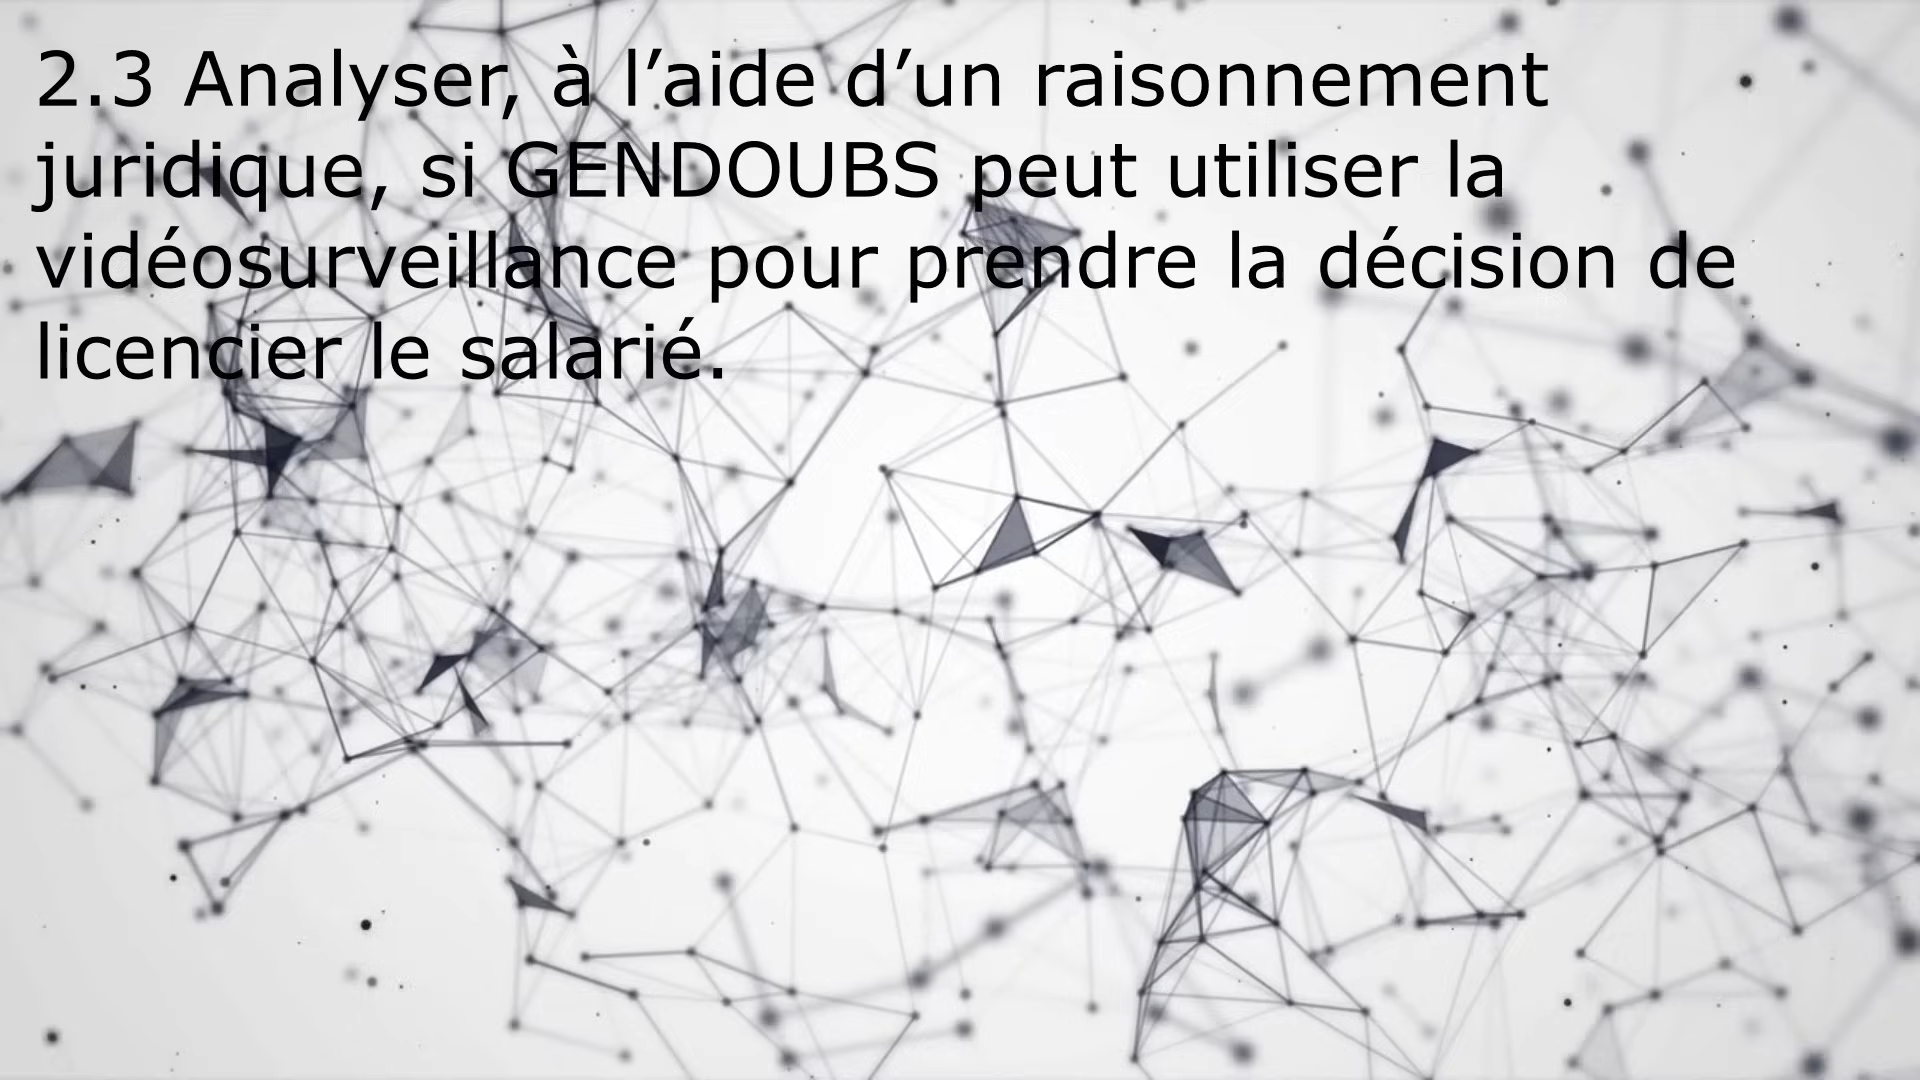 2.3 Analyser, à l’aide d’un raisonnement
juridique, si GENDOUBS peut utiliser la
vidéosurveillance pour prendre la décision de
licencier le salarié.